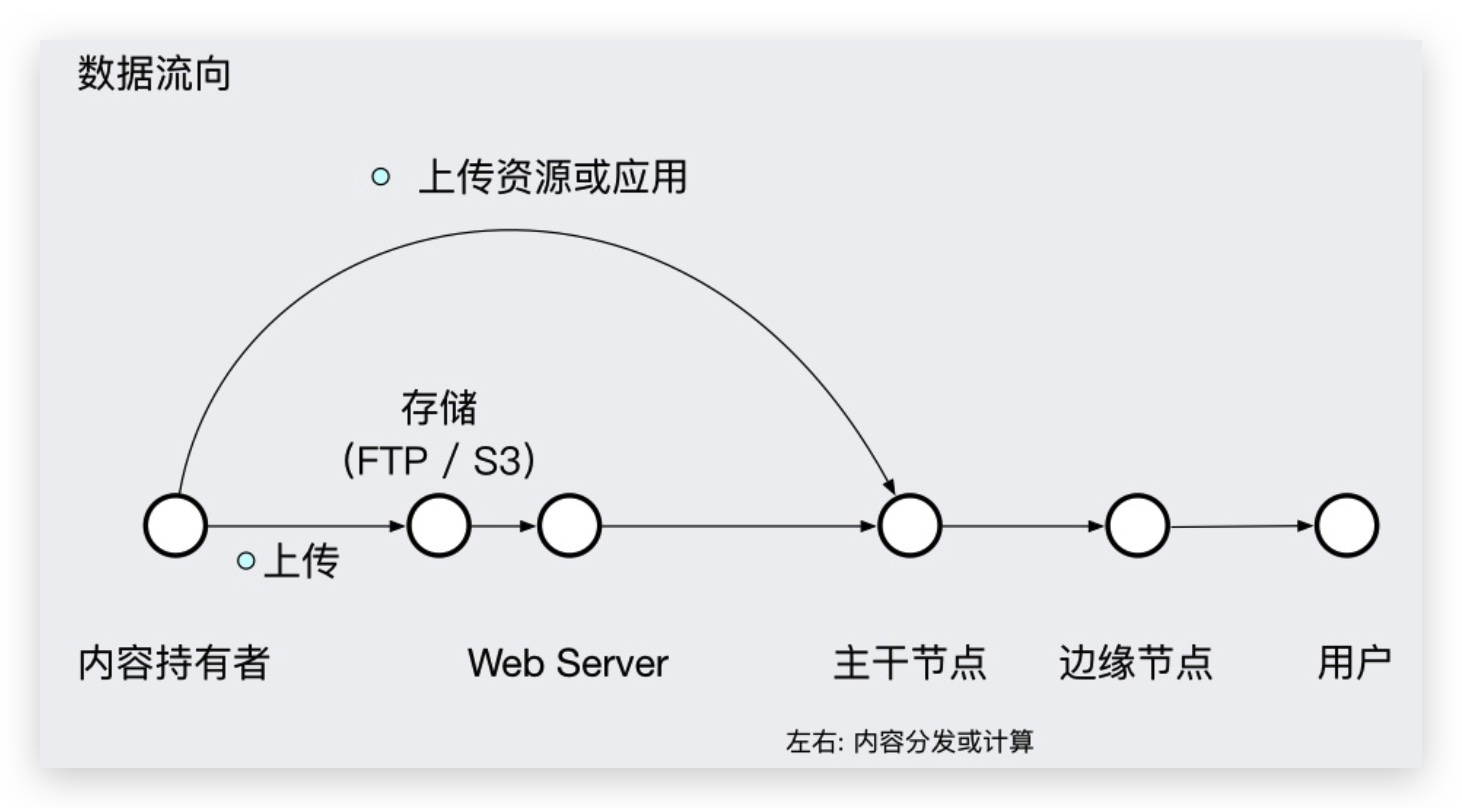 数据流向
上传资源或应用
存储
(FTP / S3)
上传
内容持有者
Web Server
主干节点
边缘节点
用户
左右: 内容分发或计算